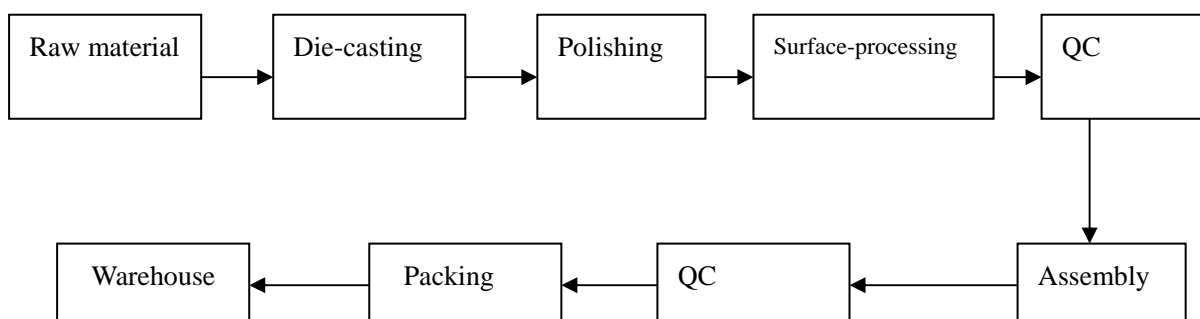 Raw material
Die-casting
Polishing
Surface-processing
QC
Assembly
QC
Packing
Warehouse